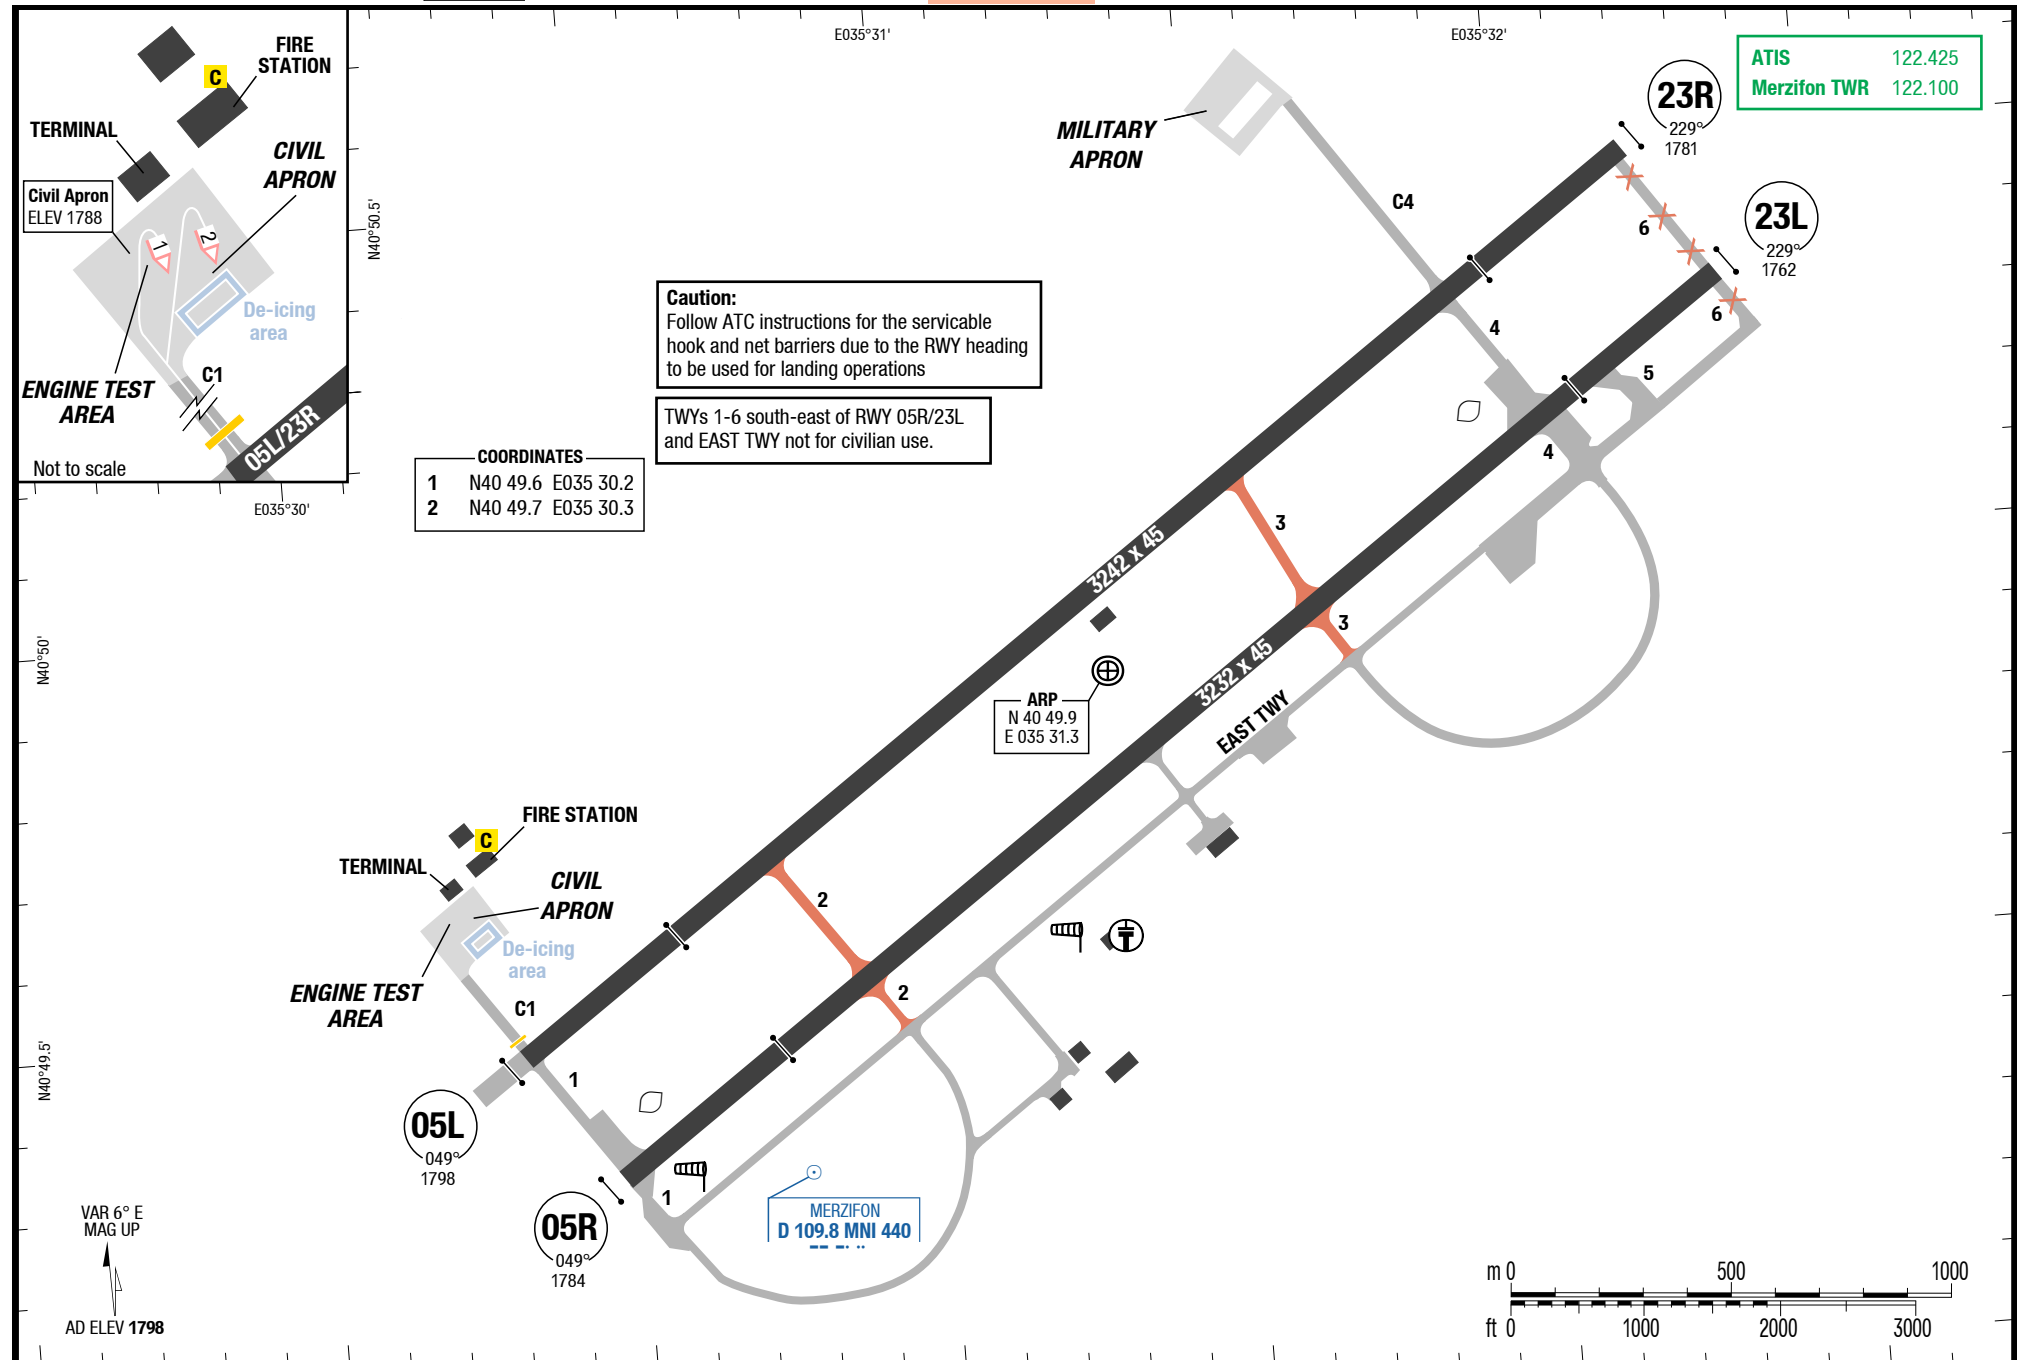 E035°31'
E035°32'
ATIS 122.425
Merzifon TWR 122.100
FIRE
STATION
C
TERMINAL
CIVIL
APRON
Civil Apron
ELEV 1788
1
2
De-icing
area
C1
ENGINE TEST
AREA
05L/23R
Not to scale
N40°50.5'
E035°30'
MILITARY
APRON
C4
23R
229°
1781
23L
229°
1762
6
6
5
4
4
Caution:
Follow ATC instructions for the servicable
hook and net barriers due to the RWY heading
to be used for landing operations
TWYs 1-6 south-east of RWY 05R/23L
and EAST TWY not for civilian use.
COORDINATES
1 N40 49.6 E035 30.2
2 N40 49.7 E035 30.3
3
3
3242 x 45
3232 x 45
EAST TWY
N40°50'
ARP
N 40 49.9
E 035 31.3
FIRE STATION
C
TERMINAL
CIVIL
APRON
De-icing
area
ENGINE TEST
AREA
C1
2
2
1
1
N40°49.5'
05L
049°
1798
05R
049°
1784
MERZIFON
D 109.8 MNI 440
VAR 6° E
MAG UP
AD ELEV 1798
m 0 500 1000
ft 0 1000 2000 3000